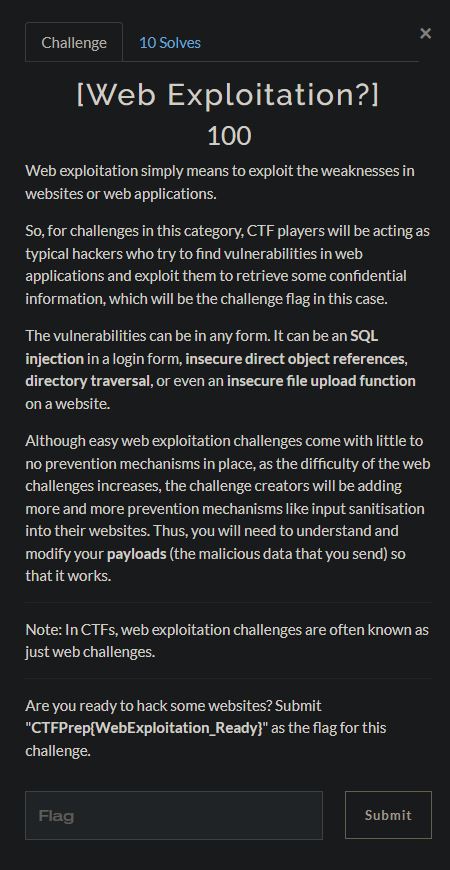 Challenge
10 Solves
×
[Web Exploitation?]
100
Web exploitation simply means to exploit the weaknesses in
websites or web applications.
So, for challenges in this category, CTF players will be acting as
typical hackers who try to find vulnerabilities in web
applications and exploit them to retrieve some confidential
information, which will be the challenge flag in this case.
The vulnerabilities can be in any form. It can be an SQL
injection in a login form, insecure direct object references,
directory traversal, or even an insecure file upload function
on a website.
Although easy web exploitation challenges come with little to
no prevention mechanisms in place, as the difficulty of the web
challenges increases, the challenge creators will be adding
more and more prevention mechanisms like input sanitisation
into their websites. Thus, you will need to understand and
modify your payloads (the malicious data that you send) so
that it works.
Note: In CTFs, web exploitation challenges are often known as
just web challenges.
Are you ready to hack some websites? Submit
"CTFPrep{WebExploitation_Ready}" as the flag for this
challenge.
Flag
Submit